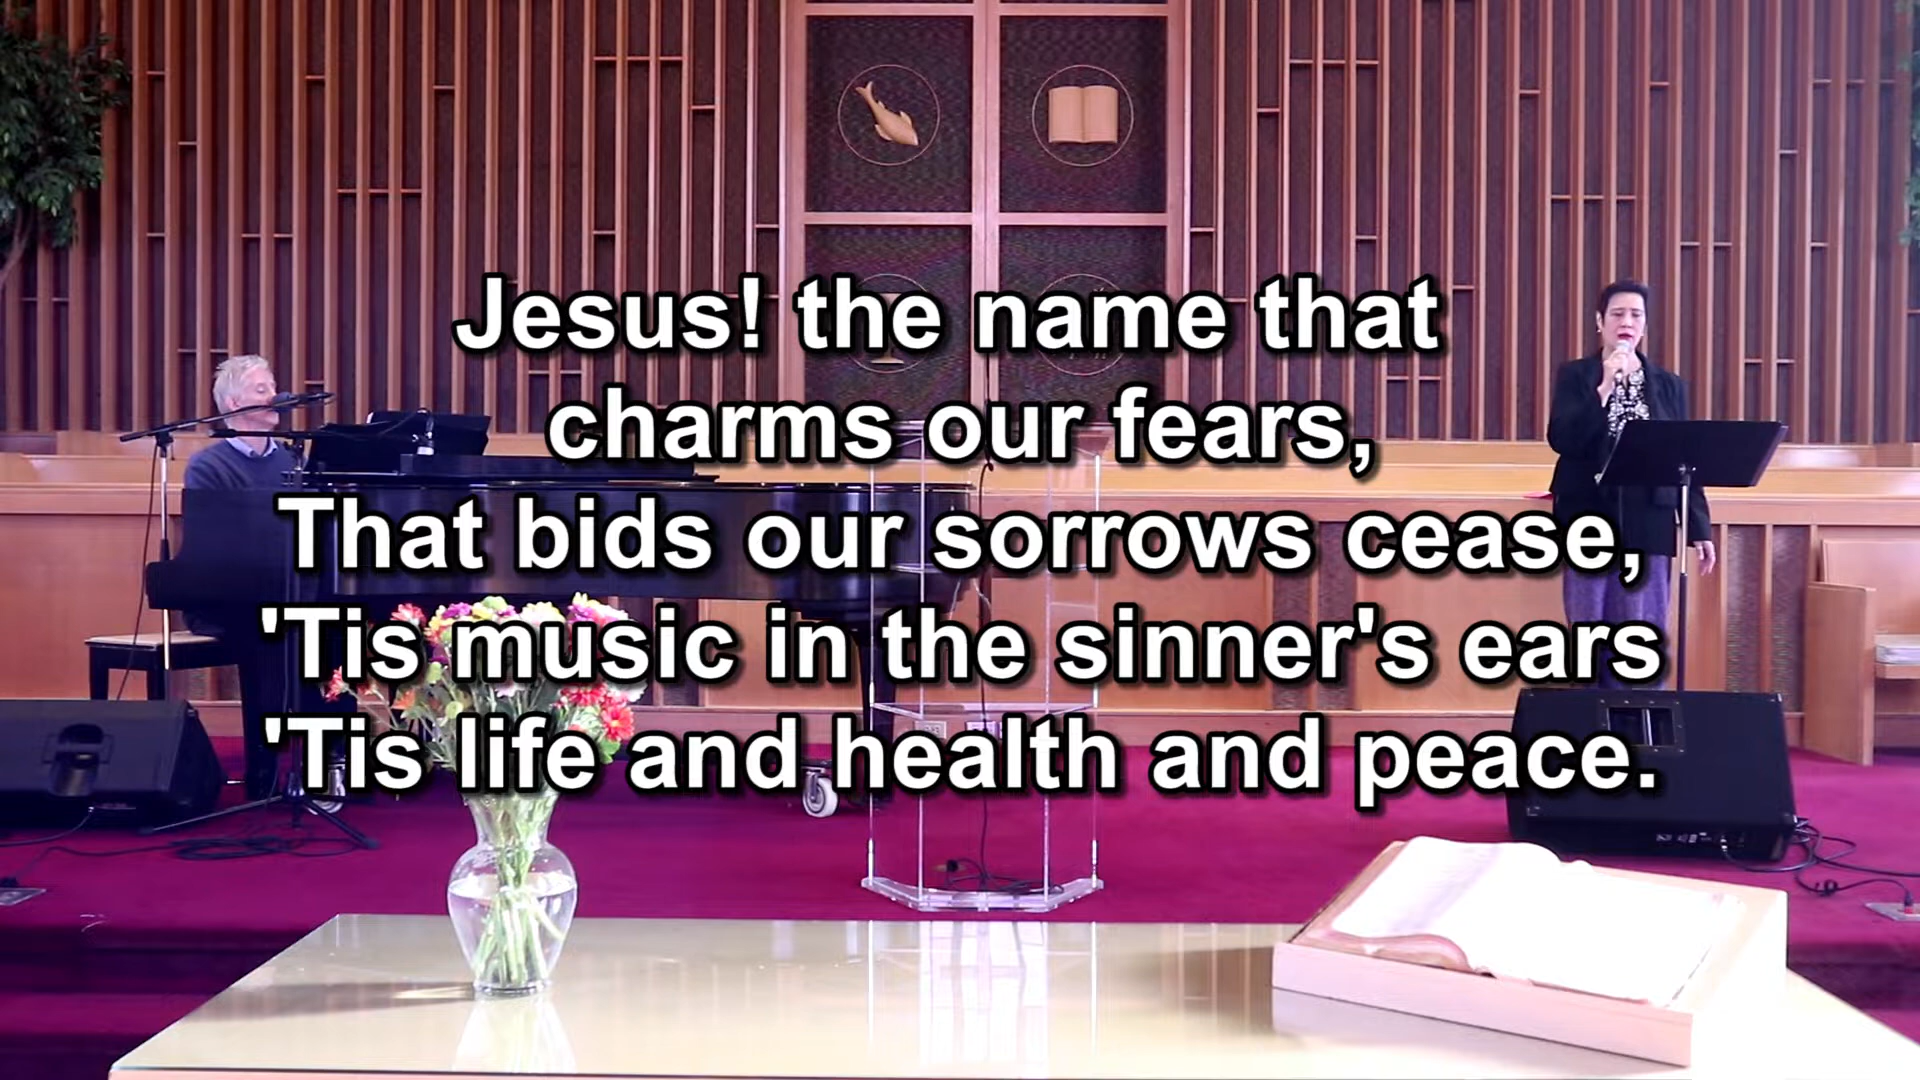 Jesus! the name that
charms our fears,
That bids our sorrows cease,
'Tis music in the sinner's ears
'Tis life and health and peace.